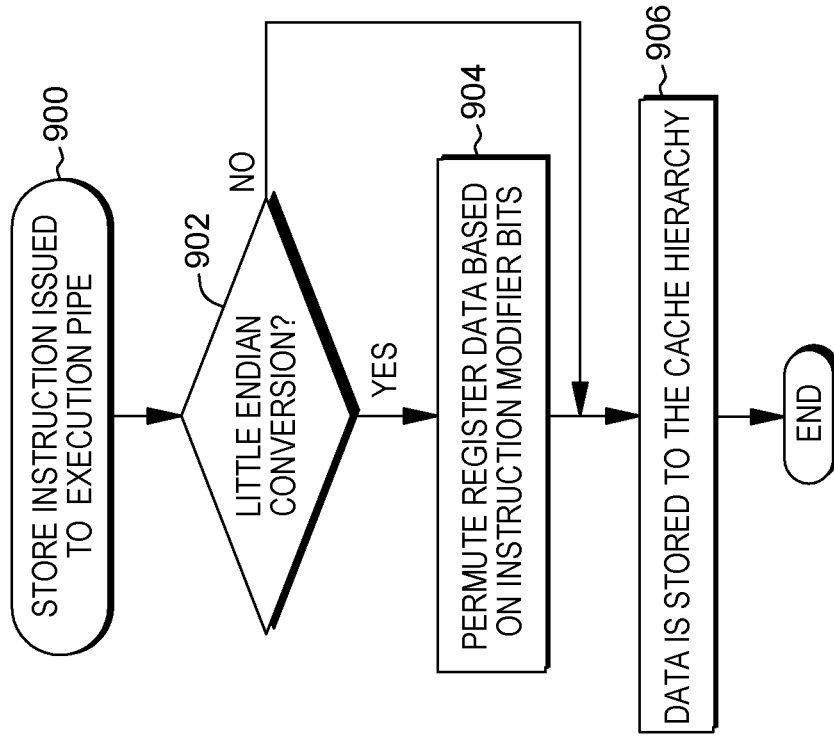 900
STORE INSTRUCTION ISSUED
TO EXECUTION PIPE
902
LITTLE ENDIAN
CONVERSION?
NO
YES
904
PERMUTE REGISTER DATA BASED
ON INSTRUCTION MODIFIER BITS
906
DATA IS STORED TO THE CACHE HIERARCHY
END